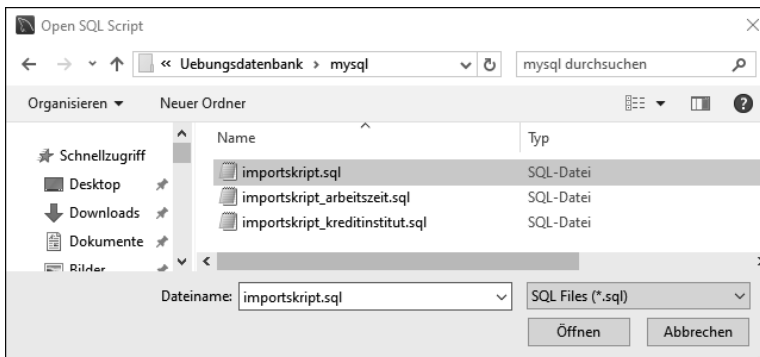 Open SQL Script
« Uebungsdatenbank › mysql
mysql durchsuchen
Organisieren
Neuer Ordner
Name
Typ
Schnellzugriff
Desktop
Downloads
Dokumente
Bilder
importskript.sql
SQL-Datei
importskript_arbeitszeit.sql
SQL-Datei
importskript_kreditinstitut.sql
SQL-Datei
Dateiname:
importskript.sql
SQL Files (*.sql)
Öffnen
Abbrechen